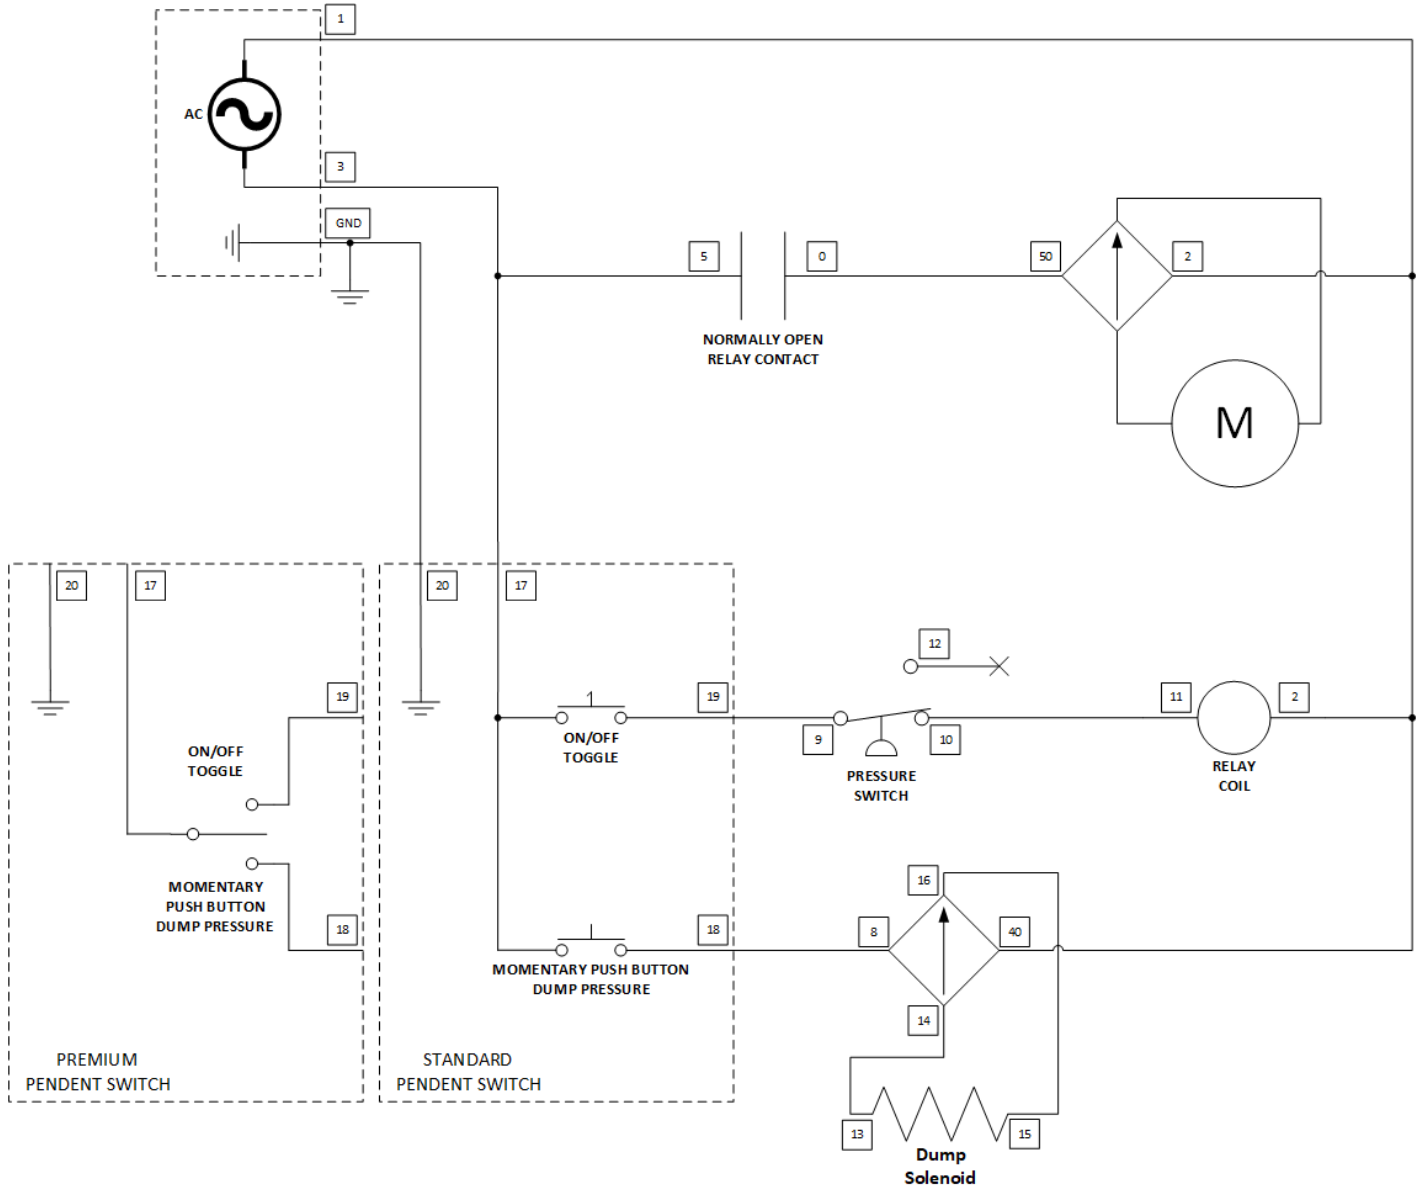 1
AC
3
GND
5
0
50
2
NORMALLY OPEN
RELAY CONTACT
M
20
17
20
17
12
19
19
11
2
ON/OFF
TOGGLE
ON/OFF
TOGGLE
9
10
PRESSURE
SWITCH
RELAY
COIL
MOMENTARY
PUSH BUTTON
DUMP PRESSURE
16
18
18
8
40
MOMENTARY PUSH BUTTON
DUMP PRESSURE
14
PREMIUM
PENDENT SWITCH
STANDARD
PENDENT SWITCH
13
15
Dump
Solenoid